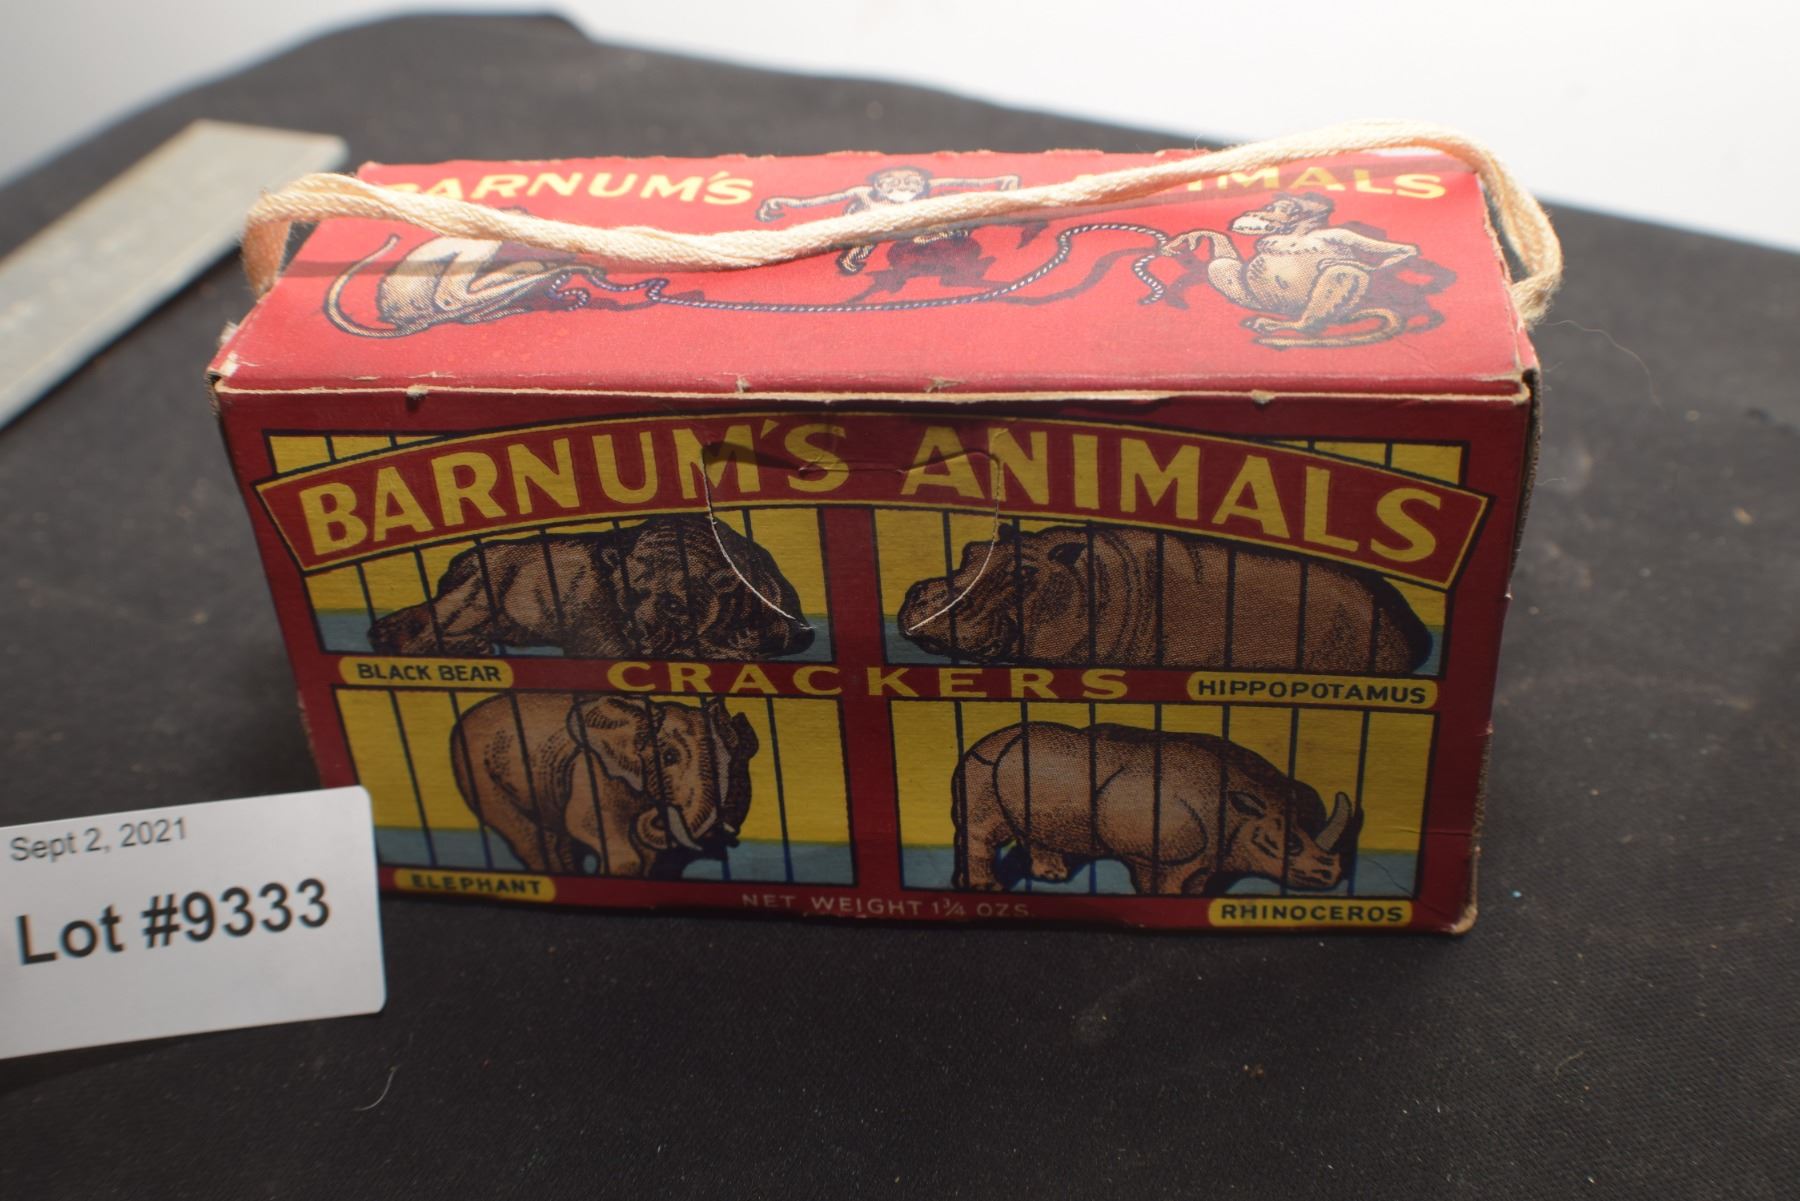 BARNUM'S ANIMALS
BARNUM'S ANIMALS
BLACK BEAR
CRACKERS
HIPPOPOTAMUS
ELEPHANT
NET WEIGHT 1¾ OZS.
RHINOCEROS
Sept 2, 2021
Lot #9333